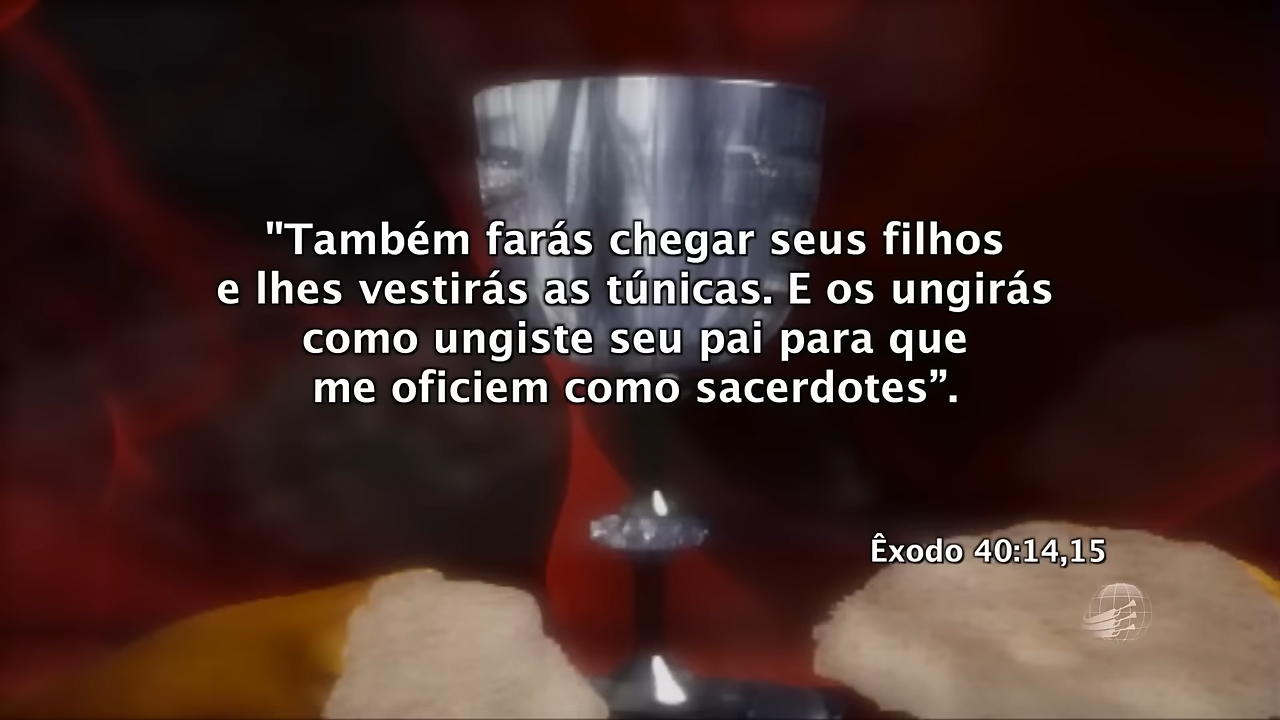 "Também farás chegar seus filhos
e lhes vestirás as túnicas. E os ungirás
como ungiste seu pai para que
me oficiem como sacerdotes”.
Êxodo 40:14,15